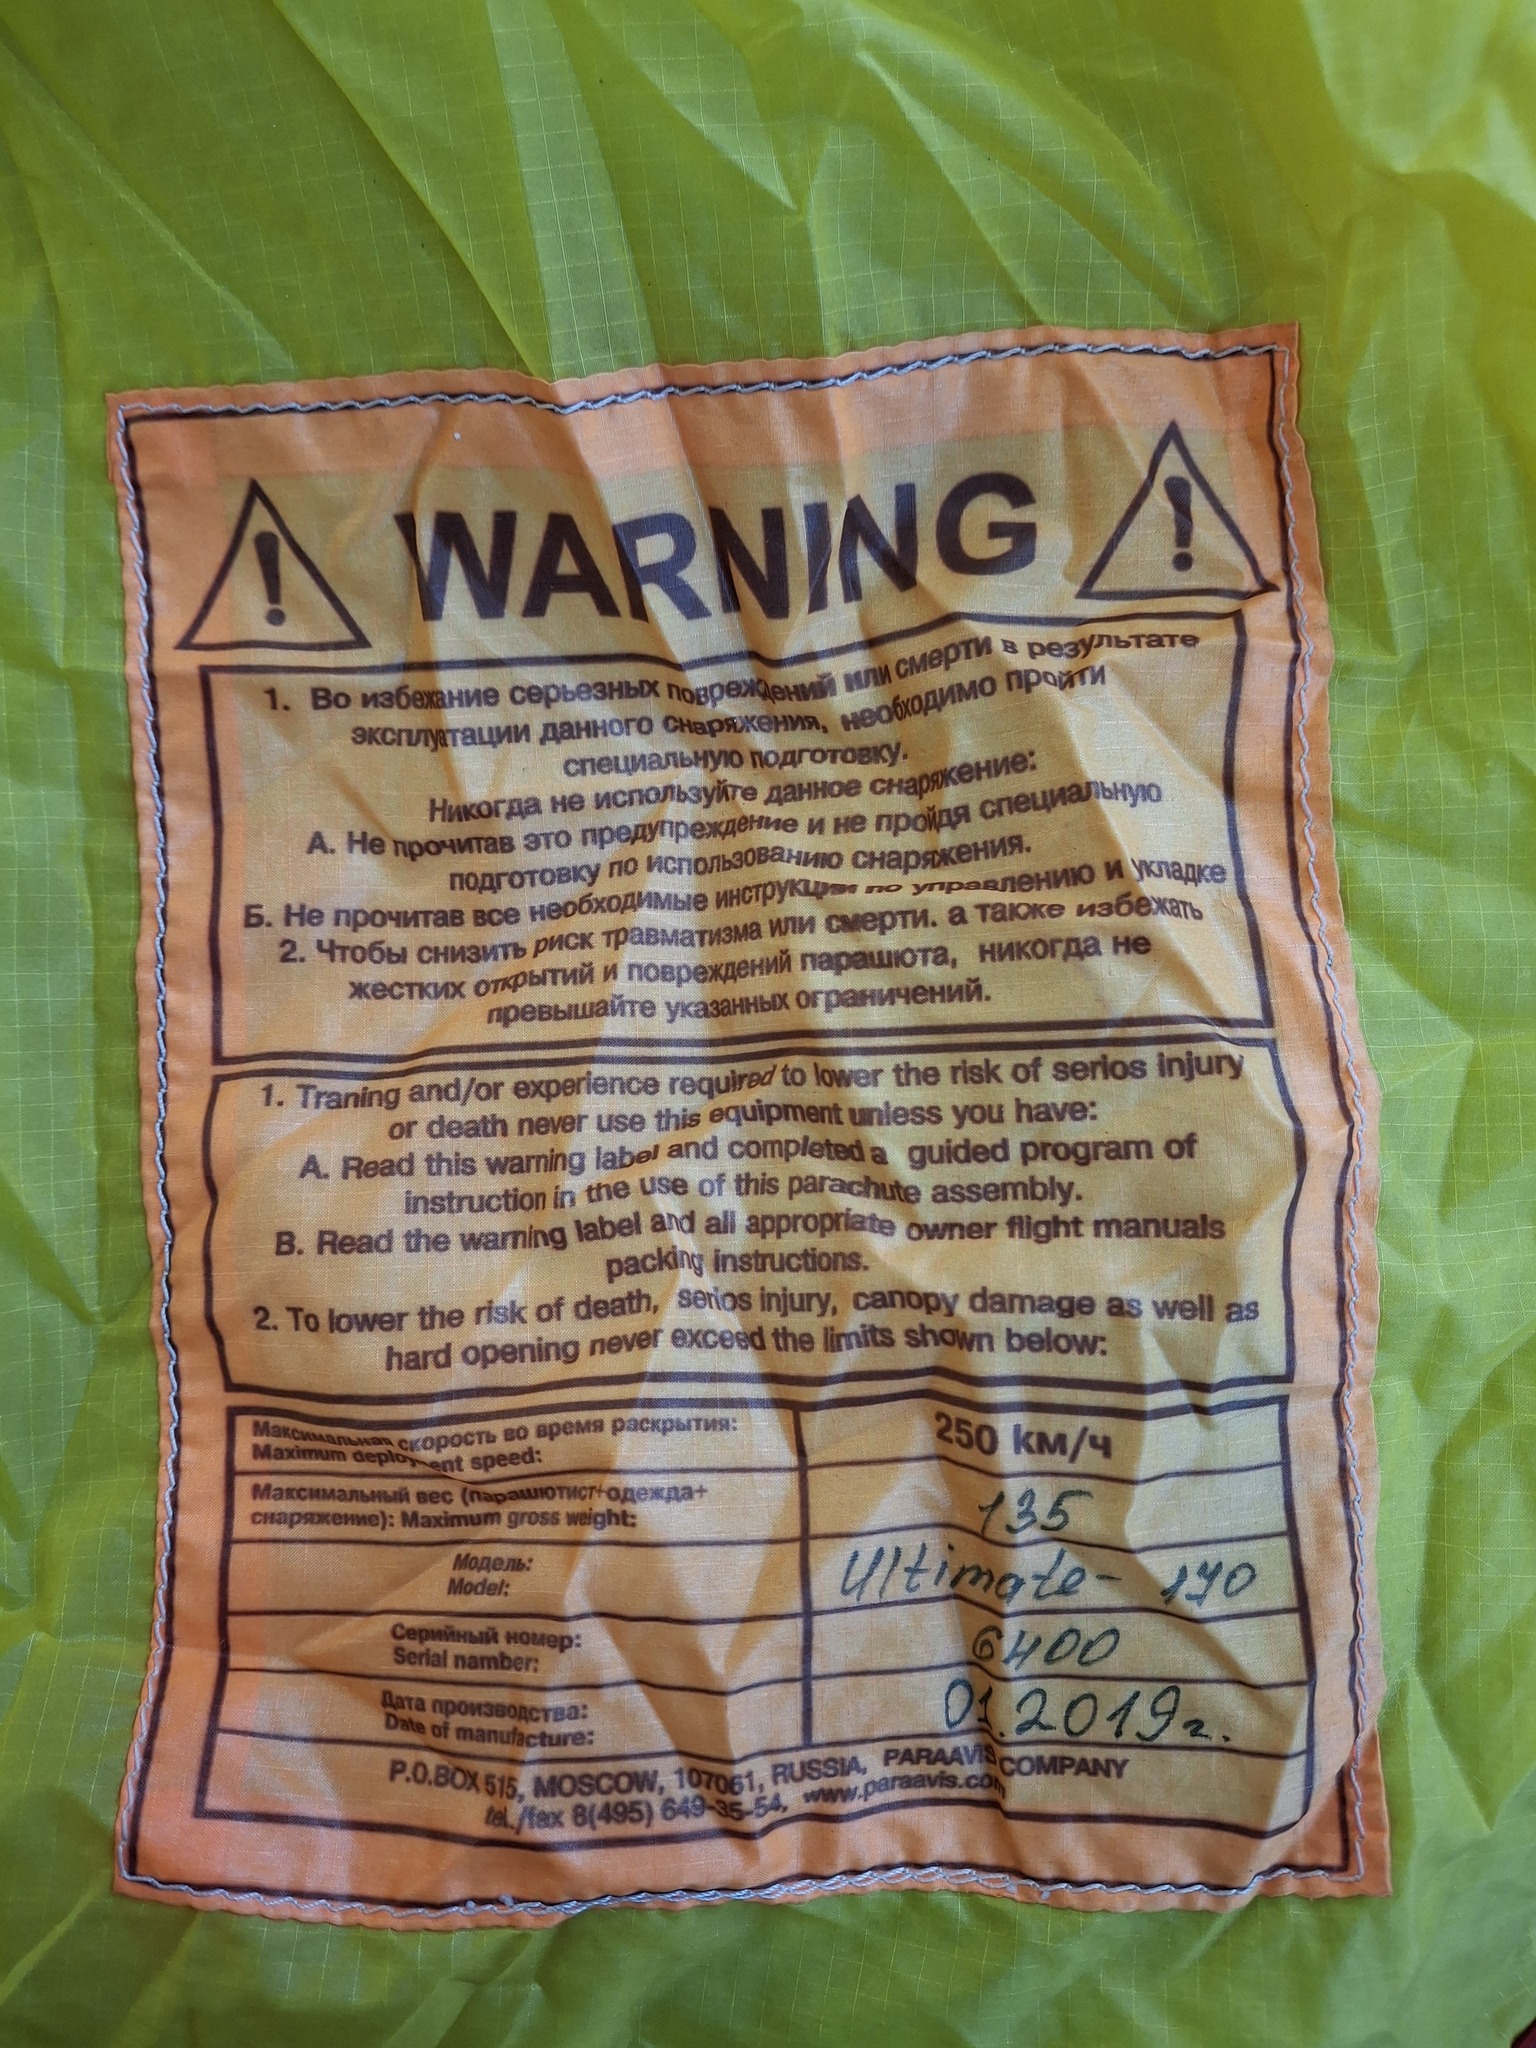 WARNING
1. Во избежание серьезных повреждений или смерти в результате
эксплуатации данного снаряжения, необходимо пройти
специальную подготовку.
Никогда не используйте данное снаряжение:
А. Не прочитав это предупреждение и не пройдя специальную
подготовку по использованию снаряжения.
Б. Не прочитав все необходимые инструкции по управлению и укладке
2. Чтобы снизить риск травматизма или смерти. а также избежать
жестких открытий и повреждений парашюта, никогда не
превышайте указанных ограничений.
1. Traning and/or experience required to lower the risk of serios injury
or death never use this equipment unless you have:
A. Read this warning label and completed a guided program of
instruction in the use of this parachute assembly.
B. Read the warning label and all appropriate owner flight manuals
packing instructions.
2. To lower the risk of death, serios injury, canopy damage as well as
hard opening never exceed the limits shown below:
Максимальная скорость во время раскрытия:
Maximum deployment speed:
250 км/ч
Максимальный вес (парашютист+одежда+
снаряжение): Maximum gross weight:
135
Модель:
Model:
Ultimate- 170
Серийный номер:
Serial namber:
6400
Дата производства:
Date of manufacture:
01.2019г.
P.O.BOX 515, MOSCOW, 107061, RUSSIA, PARAAVIS COMPANY
tel./fax 8(495) 649-35-54, www.paraavis.com